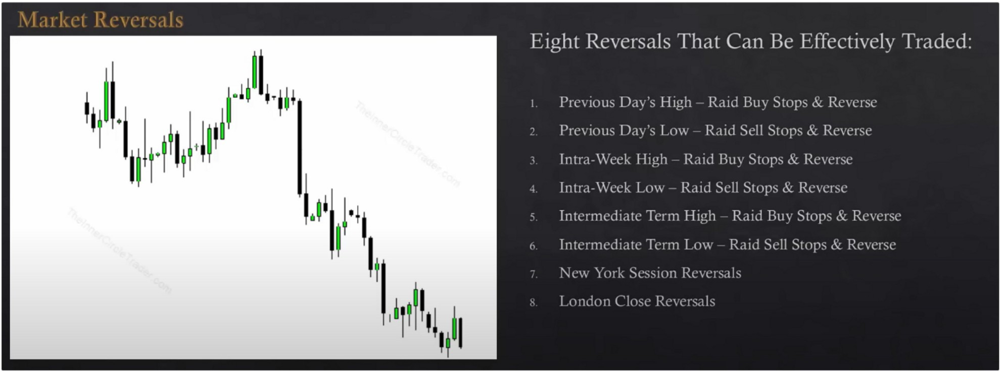 Market Reversals
TheInnerCircleTrader.com
TheInnerCircleTrader.com
Eight Reversals That Can Be Effectively Traded:
1. Previous Day’s High – Raid Buy Stops & Reverse
2. Previous Day’s Low – Raid Sell Stops & Reverse
3. Intra-Week High – Raid Buy Stops & Reverse
4. Intra-Week Low – Raid Sell Stops & Reverse
5. Intermediate Term High – Raid Buy Stops & Reverse
6. Intermediate Term Low – Raid Sell Stops & Reverse
7. New York Session Reversals
8. London Close Reversals